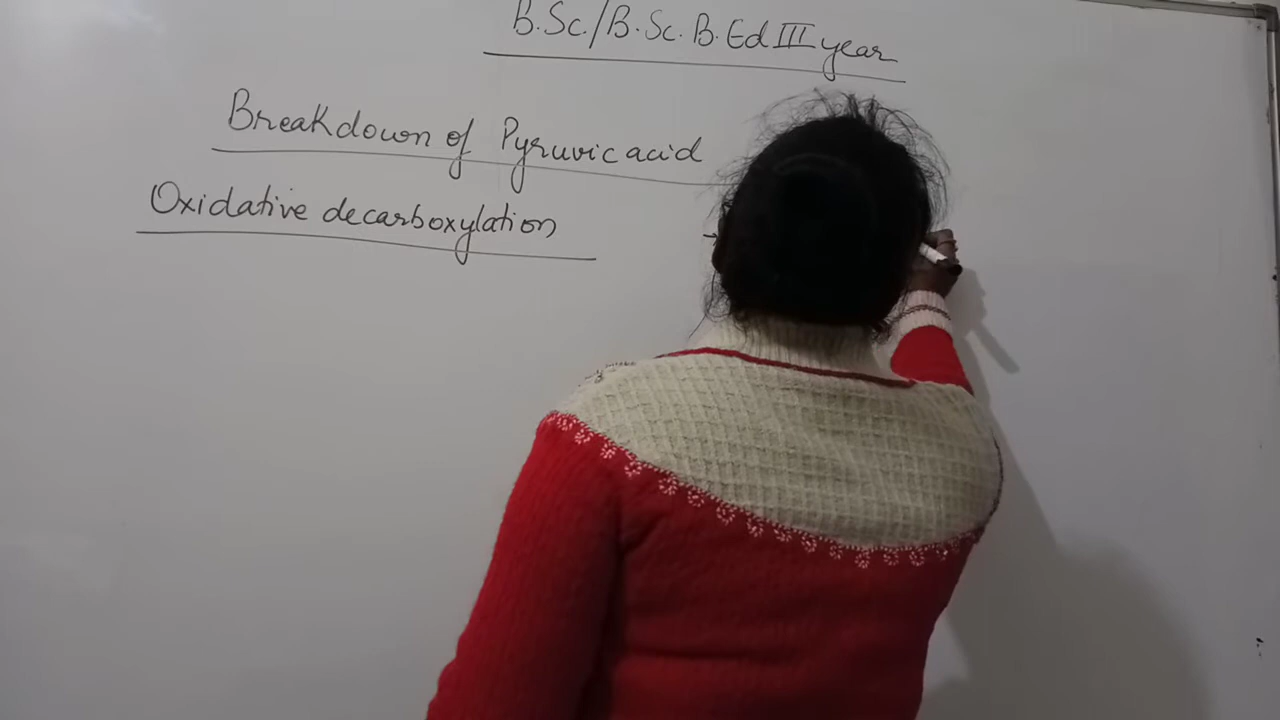 B.Sc./B.Sc.B.Ed III year
Breakdown of Pyruvic acid
Oxidative decarboxylation